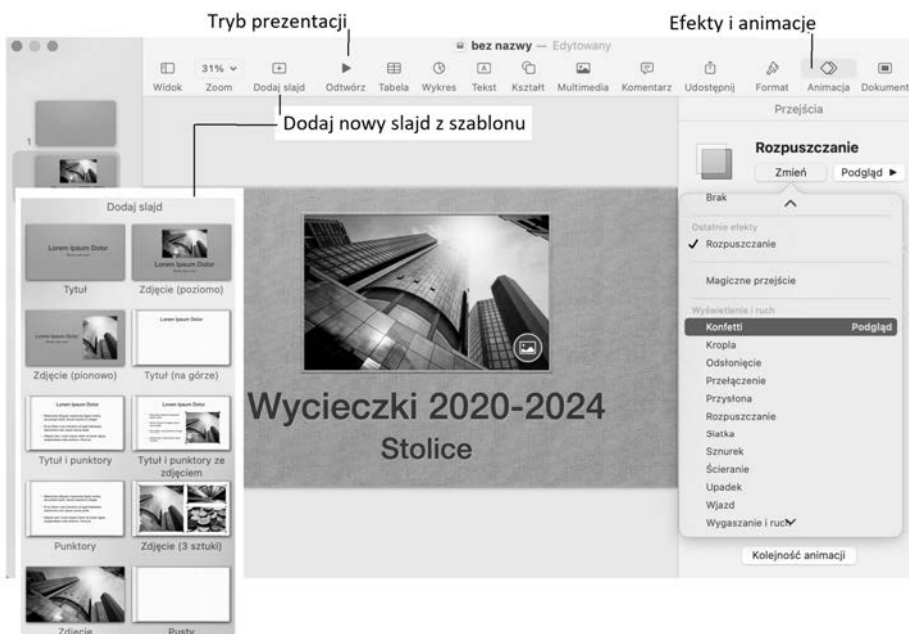 Tryb prezentacji
Efekty i animacje
bez nazwy — Edytowany
31%
Widok Zoom Dodaj slajd Odtwórz Tabela Wykres Tekst Kształt Multimedia Komentarz Udostępnij Format Animacja Dokument
Przejścia
1
Dodaj nowy slajd z szablonu
Rozpuszczanie
Zmień Podgląd
Brak
Ostatnie efekty
Rozpuszczanie
Magiczne przejście
Wyświetlenie i ruch
Konfetti Podgląd
Kropla
Odsłonięcie
Przełączenie
Przysłona
Rozpuszczanie
Siatka
Sznurek
Ścieranie
Upadek
Wjazd
Wygaszanie i ruch
Kolejność animacji
Dodaj slajd
Lorem Ipsum Dolor
Lorem Ipsum Dolor
Tytuł Zdjęcie (poziomo)
Lorem Ipsum Dolor
Lorem Ipsum Dolor
Zdjęcie (pionowo) Tytuł (na górze)
Lorem Ipsum Dolor
Lorem Ipsum Dolor
Tytuł i punktory Tytuł i punktory ze
zdjęciem
Punktory Zdjęcie (3 sztuki)
Zdjęcie Pusty
Wycieczki 2020-2024
Stolice